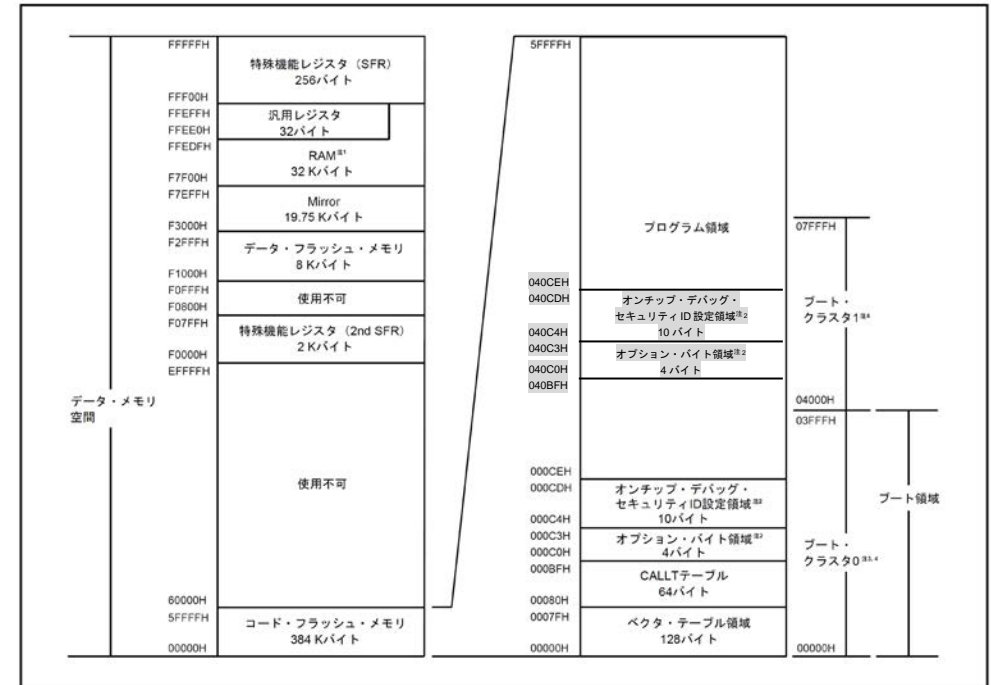 FFFFFH
特殊機能レジスタ（SFR）
256バイト
FFF00H
FFEFFH
汎用レジスタ
32バイト
FFEE0H
FFEDFH
RAM注1
32 Kバイト
F7F00H
F7EFFH
Mirror
19.75 Kバイト
F3000H
F2FFFH
データ・フラッシュ・メモリ
8 Kバイト
F1000H
F0FFFH
使用不可
F0800H
F07FFH
特殊機能レジスタ（2nd SFR）
2 Kバイト
F0000H
EFFFFH
データ・メモリ
空間
使用不可
60000H
5FFFFH
コード・フラッシュ・メモリ
384 Kバイト
00000H
5FFFFH
プログラム領域
040CEH
040CDH
オンチップ・デバッグ・
セキュリティID 設定領域注2
10 バイト
040C4H
040C3H
オプション・バイト領域注2
4 バイト
040C0H
040BFH
000CEH
000CDH
オンチップ・デバッグ・
セキュリティID設定領域注2
10バイト
000C4H
000C3H
オプション・バイト領域注2
4バイト
000C0H
000BFH
CALLTテーブル
64バイト
00080H
0007FH
ベクタ・テーブル領域
128バイト
00000H
07FFFH
ブート・
クラスタ1注4
04000H
03FFFH
ブート領域
ブート・
クラスタ0注3, 4
00000H